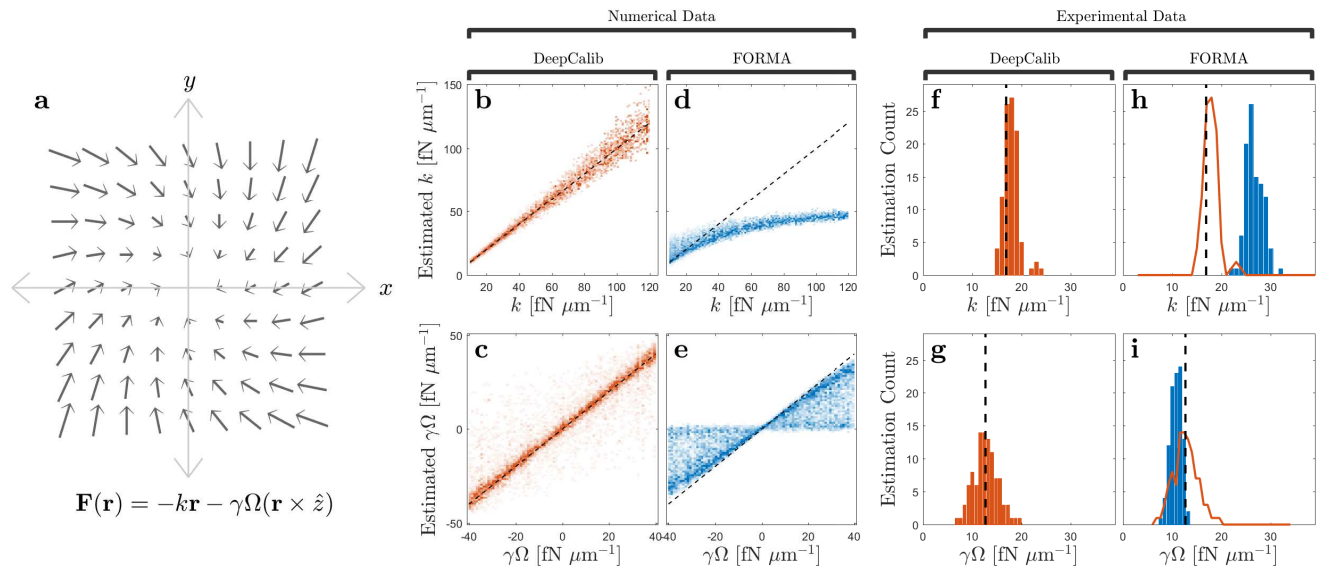 Numerical Data
Experimental Data
DeepCalib
FORMA
DeepCalib
FORMA
a
y
x
F(r) = −kr − γΩ(r × ẑ)
b
Estimated k [fN μm⁻¹]
150
100
50
0
20 40 60 80 100 120
k [fN μm⁻¹]
d
20 40 60 80 100 120
k [fN μm⁻¹]
f
Estimation Count
25
20
15
10
5
0
0 10 20 30
k [fN μm⁻¹]
h
0 10 20 30
k [fN μm⁻¹]
c
Estimated γΩ [fN μm⁻¹]
50
0
-50
-40 -20 0 20 40
γΩ [fN μm⁻¹]
e
-40 -20 0 20 40
γΩ [fN μm⁻¹]
g
Estimation Count
25
20
15
10
5
0
0 10 20 30
γΩ [fN μm⁻¹]
i
0 10 20 30
γΩ [fN μm⁻¹]